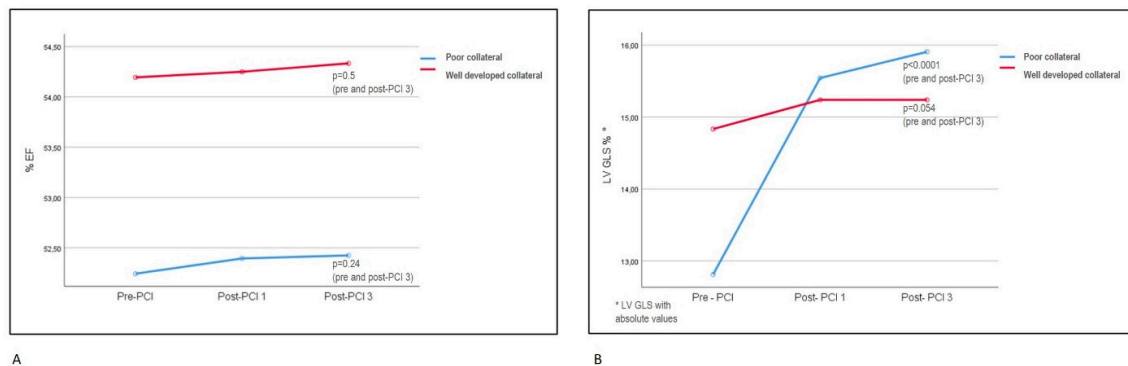 54,50
54,00
53,50
53,00
52,50
% EF
Pre-PCI
Post-PCI 1
Post-PCI 3
p=0.5
(pre and post-PCI 3)
p=0.24
(pre and post-PCI 3)
Poor collateral
Well developed collateral
A
16,00
15,00
14,00
13,00
LV GLS % *
Pre - PCI
Post- PCI 1
Post- PCI 3
p<0.0001
(pre and post-PCI 3)
p=0.054
(pre and post-PCI 3)
Poor collateral
Well developed collateral
* LV GLS with
absolute values
B